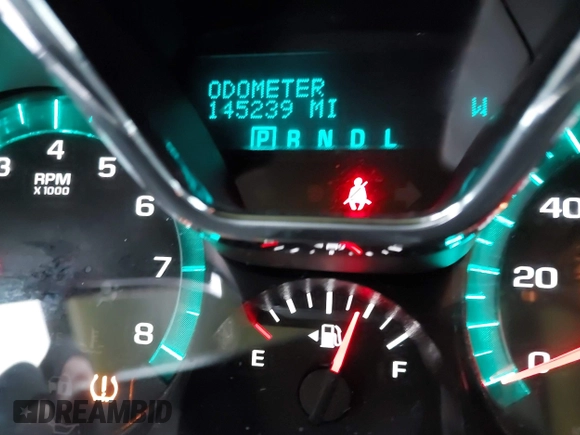 ODOMETER
145239 MI
W
P R N D L
3 4 5 6 7 8
RPM
X1000
40
20
0
E F
DREAMBID